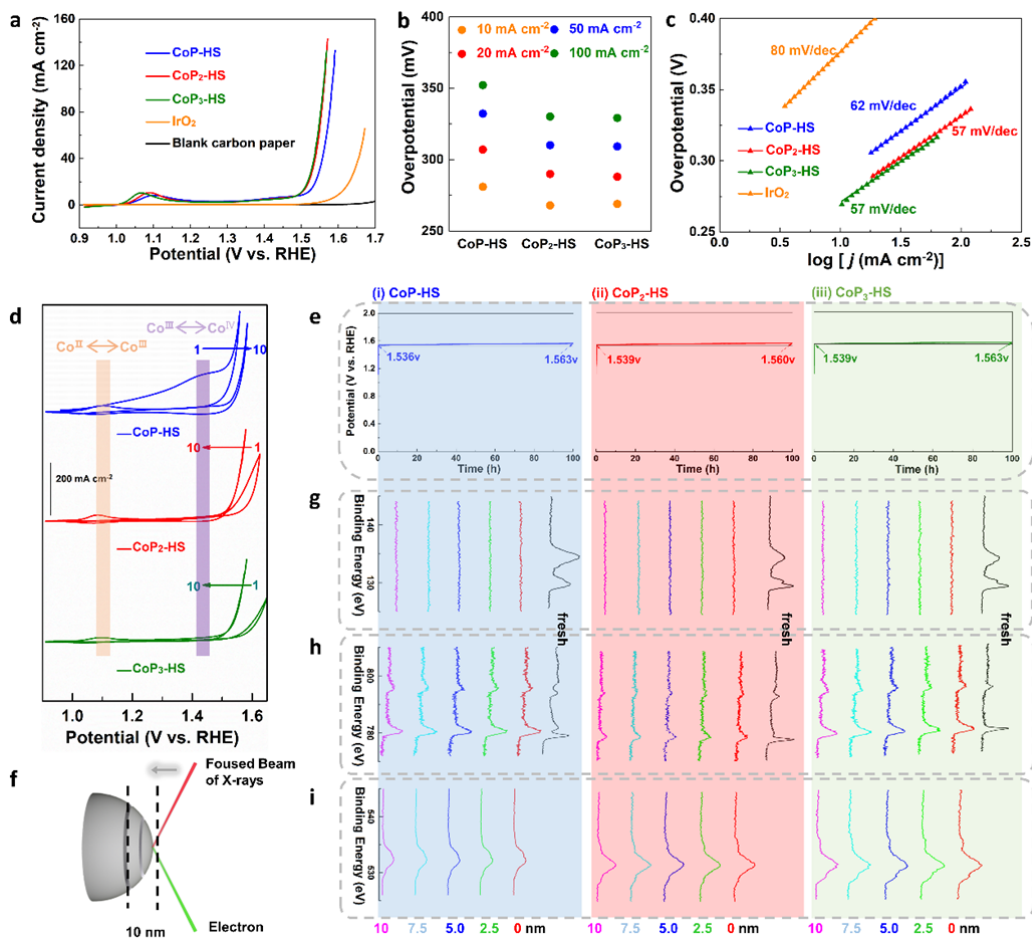 a
Current density (mA cm-2)
160
120
80
40
0
CoP-HS
CoP2-HS
CoP3-HS
IrO2
Blank carbon paper
0.9 1.0 1.1 1.2 1.3 1.4 1.5 1.6 1.7
Potential (V vs. RHE)
b
Overpotential (mV)
400
350
300
250
10 mA cm-2
50 mA cm-2
20 mA cm-2
100 mA cm-2
CoP-HS CoP2-HS CoP3-HS
c
Overpotential (V)
0.40
0.35
0.30
0.25
80 mV/dec
62 mV/dec
57 mV/dec
57 mV/dec
CoP-HS
CoP2-HS
CoP3-HS
IrO2
0.0 0.5 1.0 1.5 2.0 2.5
log [ j (mA cm-2)]
d
CoIII CoIV
CoII CoIII
1 10
CoP-HS
10 1
200 mA cm-2
CoP2-HS
10 1
CoP3-HS
1.0 1.2 1.4 1.6
Potential (V vs. RHE)
(i) CoP-HS
(ii) CoP2-HS
(iii) CoP3-HS
e
Potential (V vs. RHE)
2.0
1.6
1.2
0.8
0.4
0.0
1.536v
1.563v
1.539v
1.560v
1.539v
1.563v
0 20 40 60 80 100
Time (h)
0 20 40 60 80 100
Time (h)
0 20 40 60 80 100
Time (h)
f
Foused Beam
of X-rays
Electron
10 nm
g
Binding Energy (eV)
140
130
fresh
fresh
fresh
h
Binding Energy (eV)
800
780
i
Binding Energy (eV)
540
530
10 7.5 5.0 2.5 0 nm
10 7.5 5.0 2.5 0 nm
10 7.5 5.0 2.5 0 nm